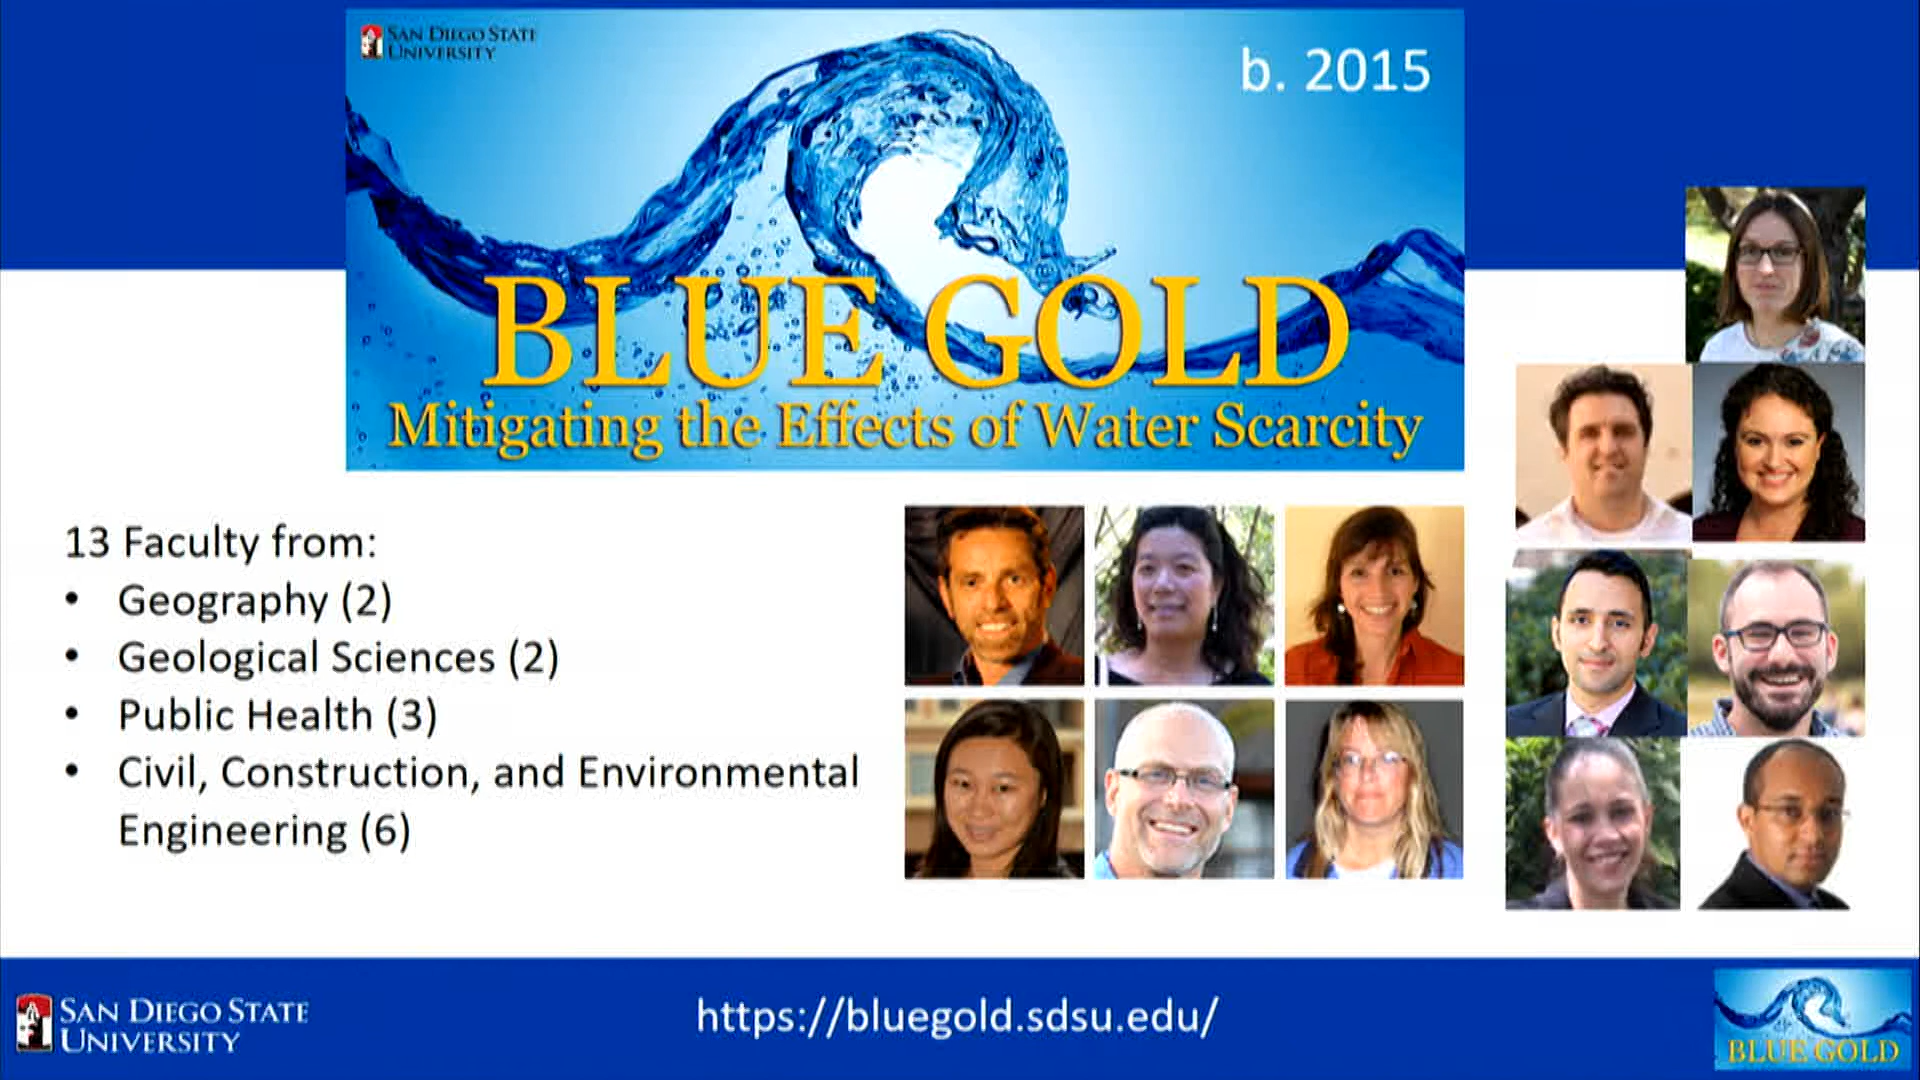 SAN DIEGO STATE
UNIVERSITY
b. 2015
BLUE GOLD
Mitigating the Effects of Water Scarcity
13 Faculty from:
• Geography (2)
• Geological Sciences (2)
• Public Health (3)
• Civil, Construction, and Environmental
Engineering (6)
SAN DIEGO STATE
UNIVERSITY
https://bluegold.sdsu.edu/
BLUE GOLD